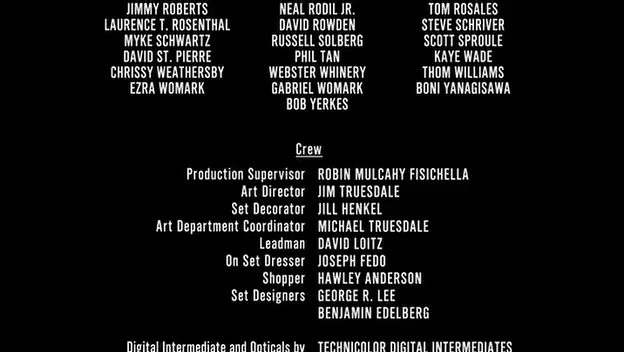 JIMMY ROBERTS NEAL RODIL JR. TOM ROSALES
LAURENCE T. ROSENTHAL DAVID ROWDEN STEVE SCHRIVER
MYKE SCHWARTZ RUSSELL SOLBERG SCOTT SPROULE
DAVID ST. PIERRE PHIL TAN KAYE WADE
CHRISSY WEATHERSBY WEBSTER WHINERY THOM WILLIAMS
EZRA WOMARK GABRIEL WOMARK BONI YANAGISAWA
BOB YERKES
Crew
Production Supervisor ROBIN MULCAHY FISICHELLA
Art Director JIM TRUESDALE
Set Decorator JILL HENKEL
Art Department Coordinator MICHAEL TRUESDALE
Leadman DAVID LOITZ
On Set Dresser JOSEPH FEDO
Shopper HAWLEY ANDERSON
Set Designers GEORGE R. LEE
BENJAMIN EDELBERG
Digital Intermediate and Opticals by TECHNICOLOR DIGITAL INTERMEDIATES